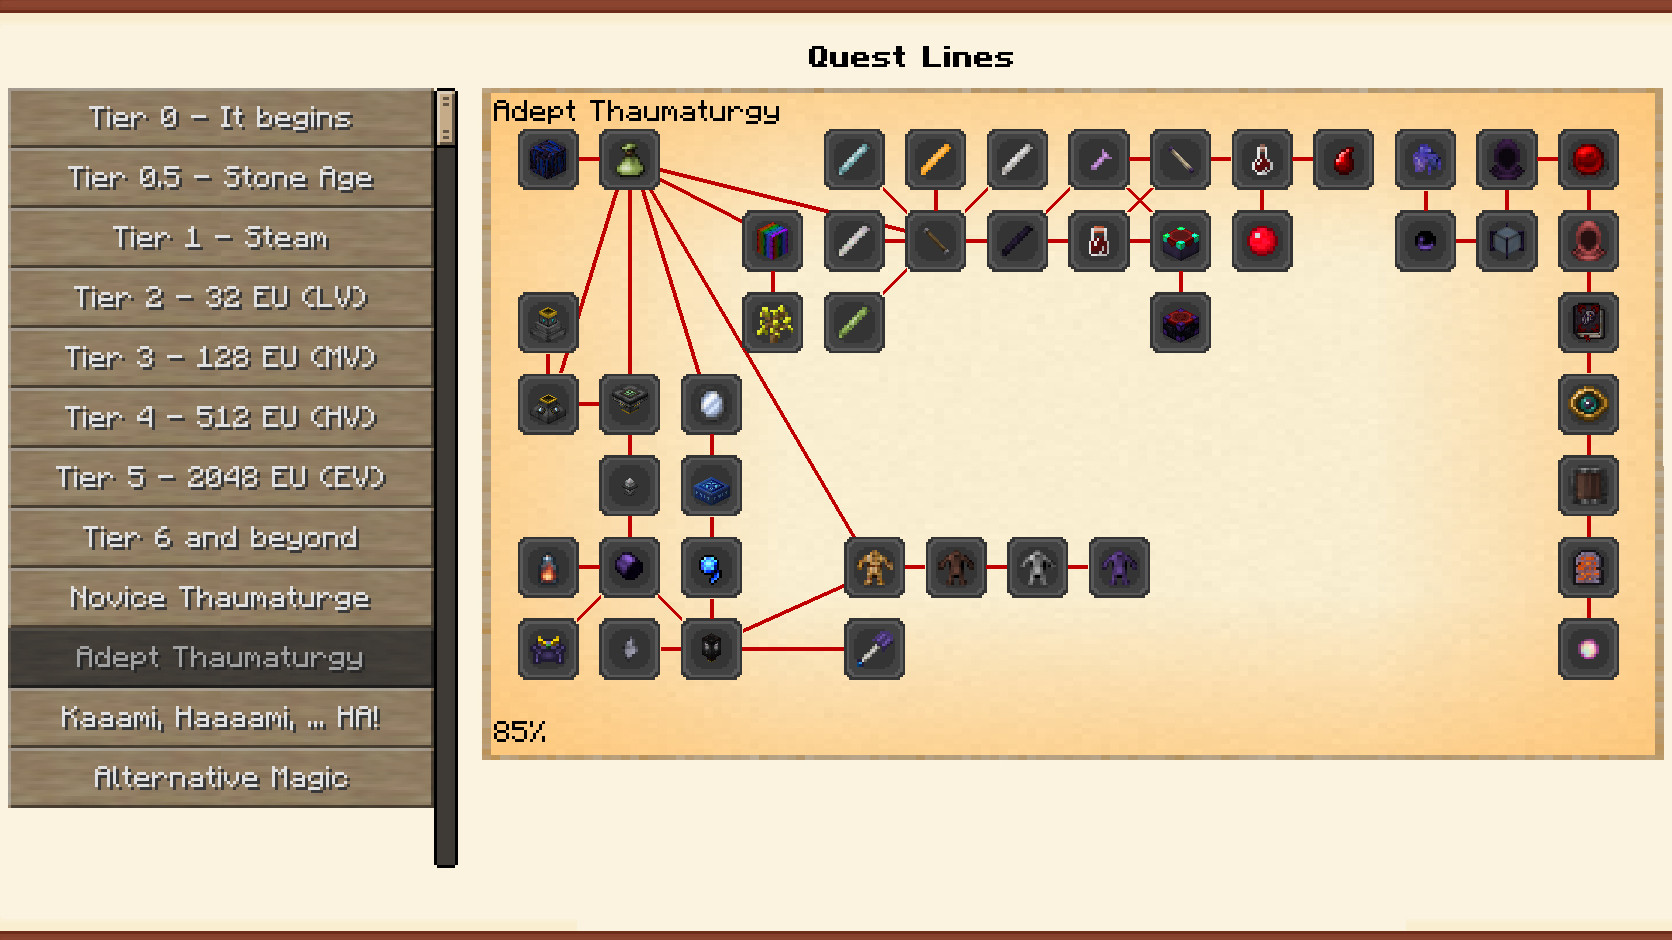 Quest Lines
Tier 0 - It begins
Tier 0.5 - Stone Age
Tier 1 - Steam
Tier 2 - 32 EU (LV)
Tier 3 - 128 EU (MV)
Tier 4 - 512 EU (HV)
Tier 5 - 2048 EU (EV)
Tier 6 and beyond
Novice Thaumaturge
Adept Thaumaturgy
Kaaami, Haaaami, ... HA!
Alternative Magic
Adept Thaumaturgy
85%